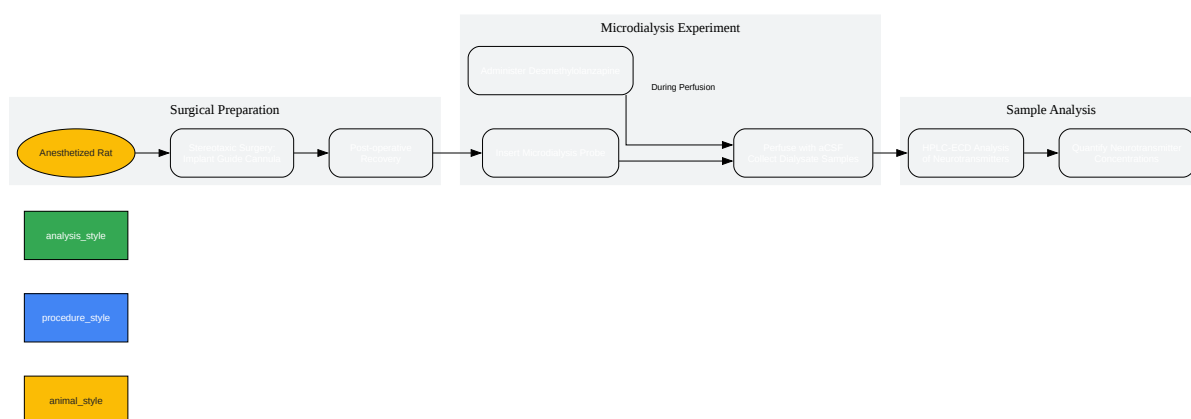 Microdialysis Experiment
Administer Desmethylclozapine
During Perfusion
Surgical Preparation
Anesthetized Rat
Stereotaxic Surgery
Implant Guide Cannula
Post-operative
Recovery
Insert Microdialysis Probe
Perfuse with aCSF
Collect Dialysate Samples
Sample Analysis
HPLC-ECD Analysis
of Neurotransmitters
Quantify Neurotransmitter
Concentrations
analysis_style
procedure_style
animal_style